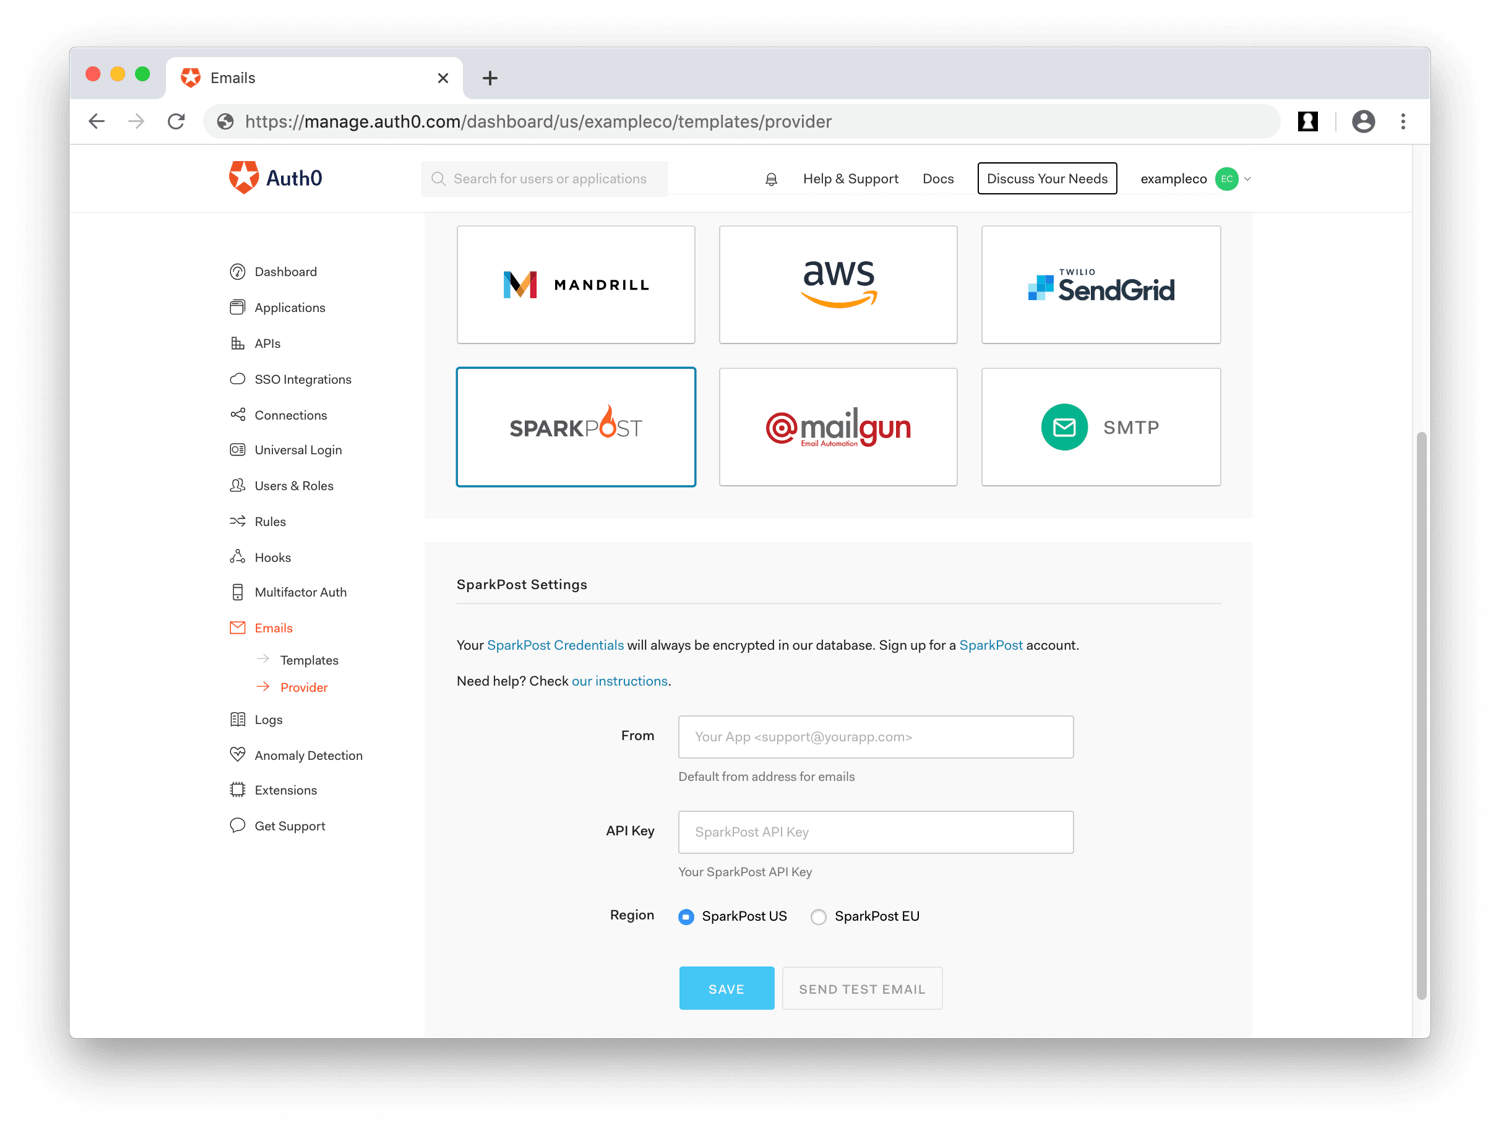 Emails
https://manage.auth0.com/dashboard/us/exampleco/templates/provider
Auth0
Search for users or applications
Help & Support
Docs
Discuss Your Needs
exampleco
EC
Dashboard
Applications
APIs
SSO Integrations
Connections
Universal Login
Users & Roles
Rules
Hooks
Multifactor Auth
Emails
Templates
Provider
Logs
Anomaly Detection
Extensions
Get Support
MANDRILL
aws
TWILIO
SendGrid
SPARKPOST
@mailgun
Email Automation
SMTP
SparkPost Settings
Your SparkPost Credentials will always be encrypted in our database. Sign up for a SparkPost account.
Need help? Check our instructions.
From
Your App <support@yourapp.com>
Default from address for emails
API Key
SparkPost API Key
Your SparkPost API Key
Region
SparkPost US
SparkPost EU
SAVE
SEND TEST EMAIL